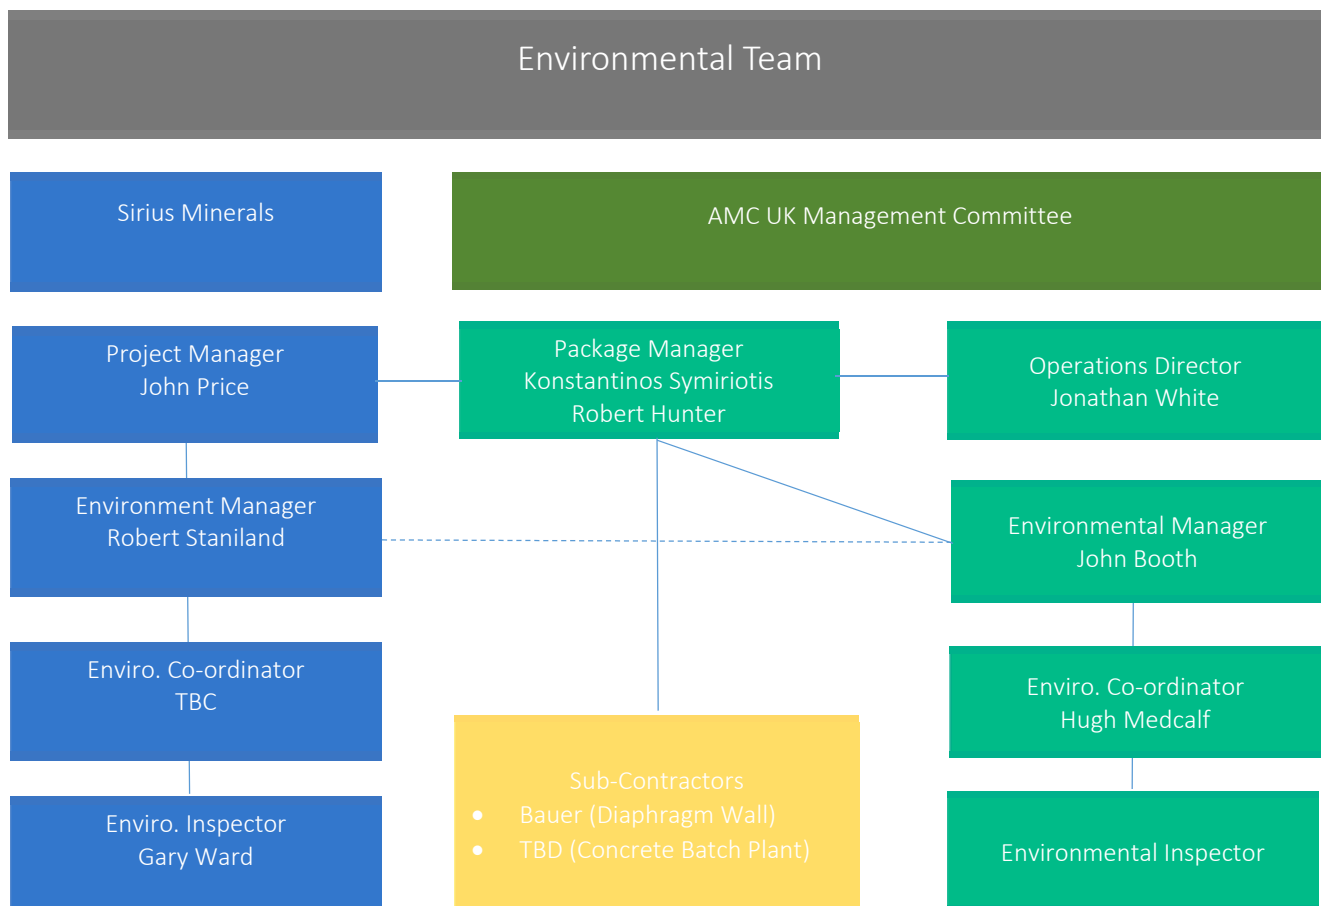 Environmental Team
Sirius Minerals
AMC UK Management Committee
Project Manager
John Price
Package Manager
Konstantinos Symiriotis
Robert Hunter
Operations Director
Jonathan White
Environment Manager
Robert Staniland
Environmental Manager
John Booth
Enviro. Co-ordinator
TBC
Enviro. Co-ordinator
Hugh Medcalf
Sub-Contractors
• Bauer (Diaphragm Wall)
• TBD (Concrete Batch Plant)
Enviro. Inspector
Gary Ward
Environmental Inspector